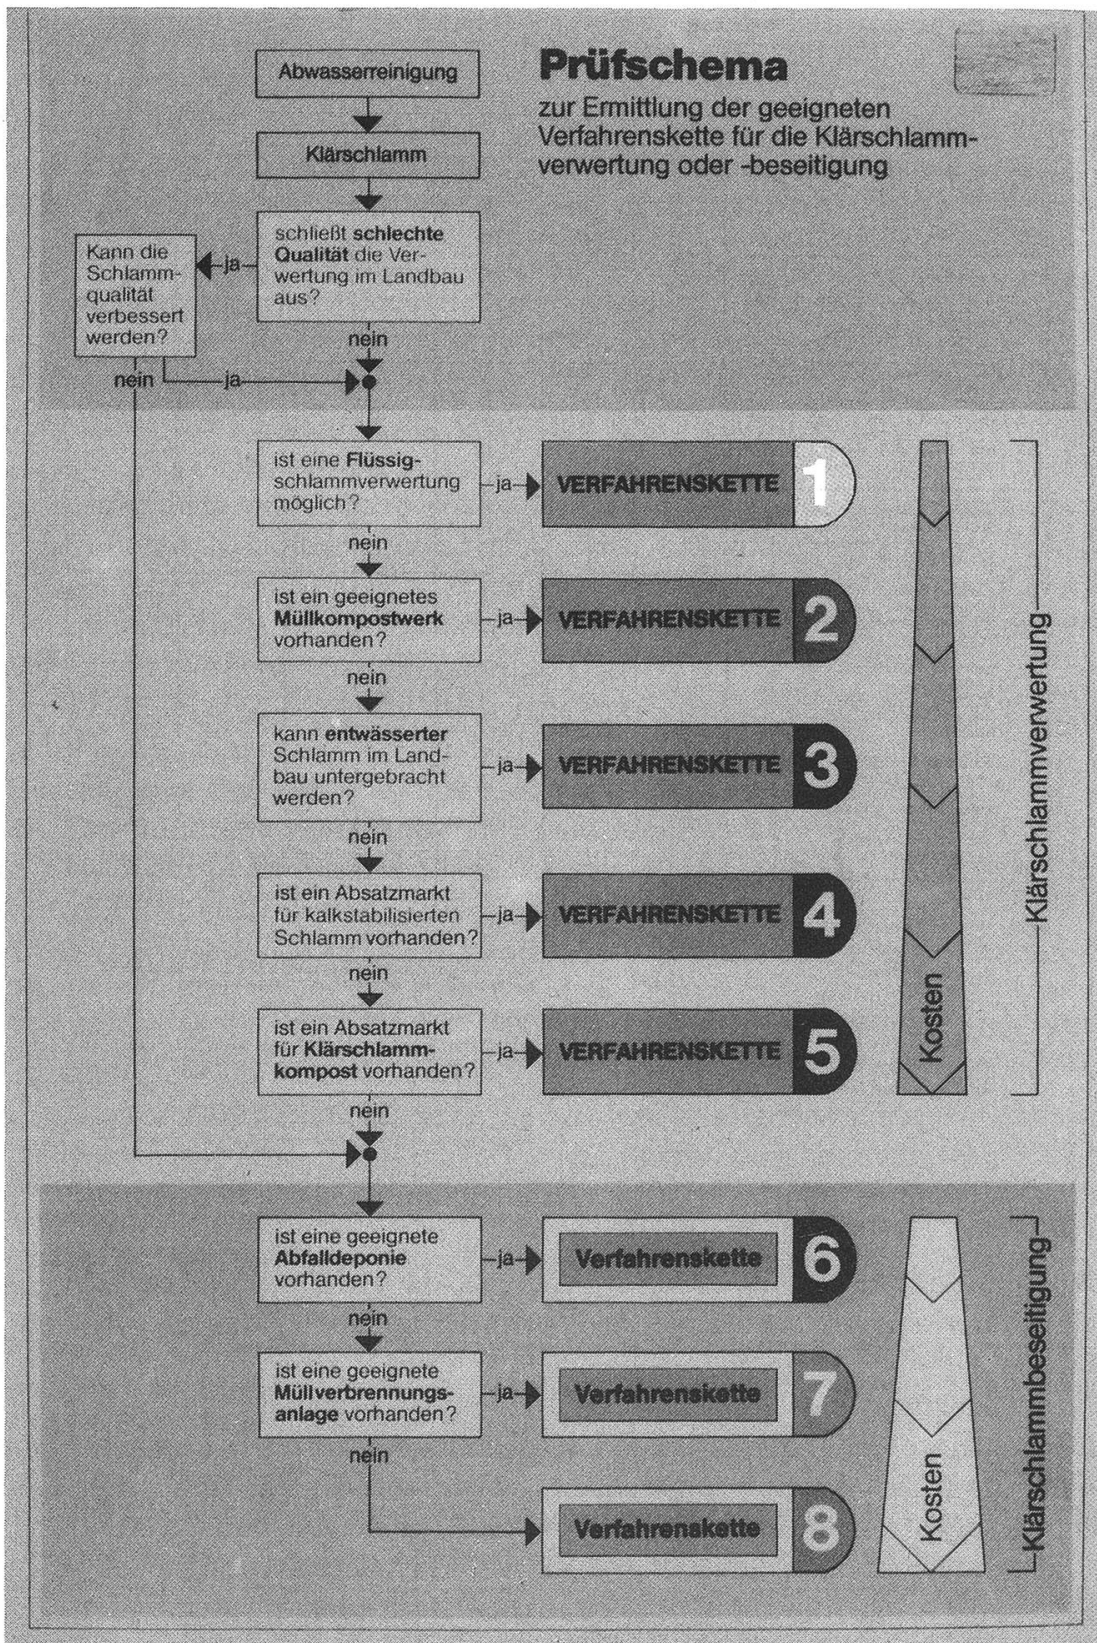 Prüfschema
zur Ermittlung der geeigneten
Verfahrenskette für die Klärschlamm-
verwertung oder -beseitigung
Abwasserreinigung
Klärschlamm
schließt schlechte
Qualität die Ver-
wertung im Landbau
aus?
ja
Kann die
Schlamm-
qualität
verbessert
werden?
nein
nein
ja
ist eine Flüssig-
schlammverwertung
möglich?
ja
VERFAHRENSKETTE 1
nein
ist ein geeignetes
Müllkompostwerk
vorhanden?
ja
VERFAHRENSKETTE 2
nein
kann entwässerter
Schlamm im Land-
bau untergebracht
werden?
ja
VERFAHRENSKETTE 3
nein
ist ein Absatzmarkt
für kalkstabilisierten
Schlamm vorhanden?
ja
VERFAHRENSKETTE 4
nein
ist ein Absatzmarkt
für Klärschlamm-
kompost vorhanden?
ja
VERFAHRENSKETTE 5
nein
Kosten
Klärschlammverwertung
ist eine geeignete
Abfalldeponie
vorhanden?
ja
Verfahrenskette 6
nein
ist eine geeignete
Müllverbrennungs-
anlage vorhanden?
ja
Verfahrenskette 7
nein
Verfahrenskette 8
Kosten
Klärschlammbeseitigung